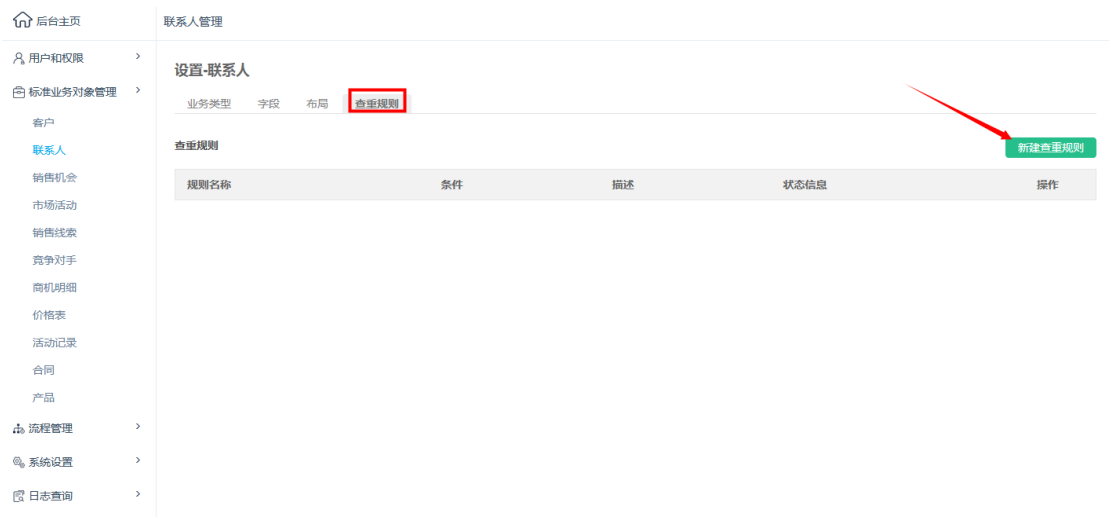 后台主页
联系人管理
用户和权限
标准业务对象管理
客户
联系人
销售机会
市场活动
销售线索
竞争对手
商机明细
价格表
活动记录
合同
产品
流程管理
系统设置
日志查询
设置-联系人
业务类型 字段 布局 查重规则
查重规则
新建查重规则
规则名称 条件 描述 状态信息 操作